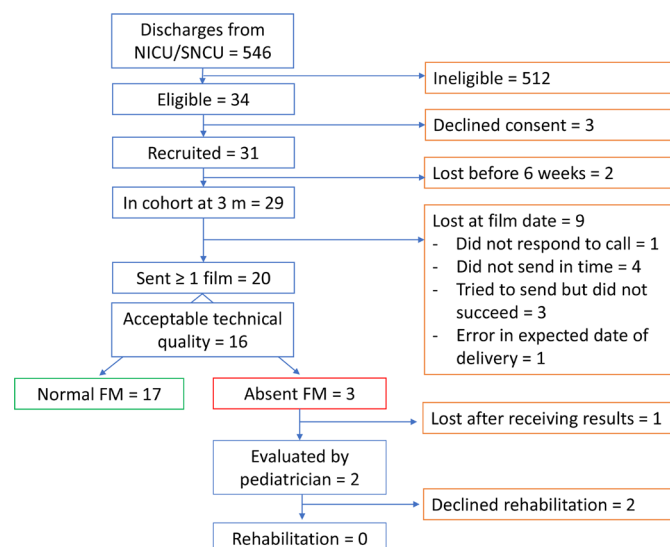 Discharges from
NICU/SNCU = 546
Ineligible = 512
Eligible = 34
Declined consent = 3
Recruited = 31
Lost before 6 weeks = 2
In cohort at 3 m = 29
Lost at film date = 9
- Did not respond to call = 1
- Did not send in time = 4
- Tried to send but did not
succeed = 3
- Error in expected date of
delivery = 1
Sent ≥ 1 film = 20
Acceptable technical
quality = 16
Normal FM = 17
Absent FM = 3
Lost after receiving results = 1
Evaluated by
pediatrician = 2
Declined rehabilitation = 2
Rehabilitation = 0